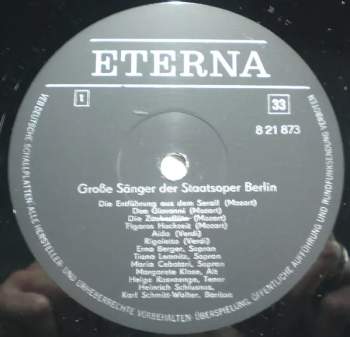 ETERNA
1
33
8 21 873
Große Sänger der Staatsoper Berlin
Die Entführung aus dem Serail (Mozart)
Don Giovanni (Mozart)
Die Zauberflöte (Mozart)
Figaros Hochzeit (Mozart)
Aida (Verdi)
Rigoletto (Verdi)
Erna Berger, Sopran
Tiana Lemnitz, Sopran
Maria Cebotari, Sopran
Margarete Klose, Alt
Helge Rosvaenge, Tenor
Heinrich Schlusnus,
Karl Schmitt-Walter, Bariton
VEB DEUTSCHE SCHALLPLATTEN · ALLE HERSTELLER- UND URHEBERRECHTE VORBEHALTEN · ÜBERSPIELUNG, ÖFFENTLICHE AUFFÜHRUNG UND RUNDFUNKSENDUNG VERBOTEN